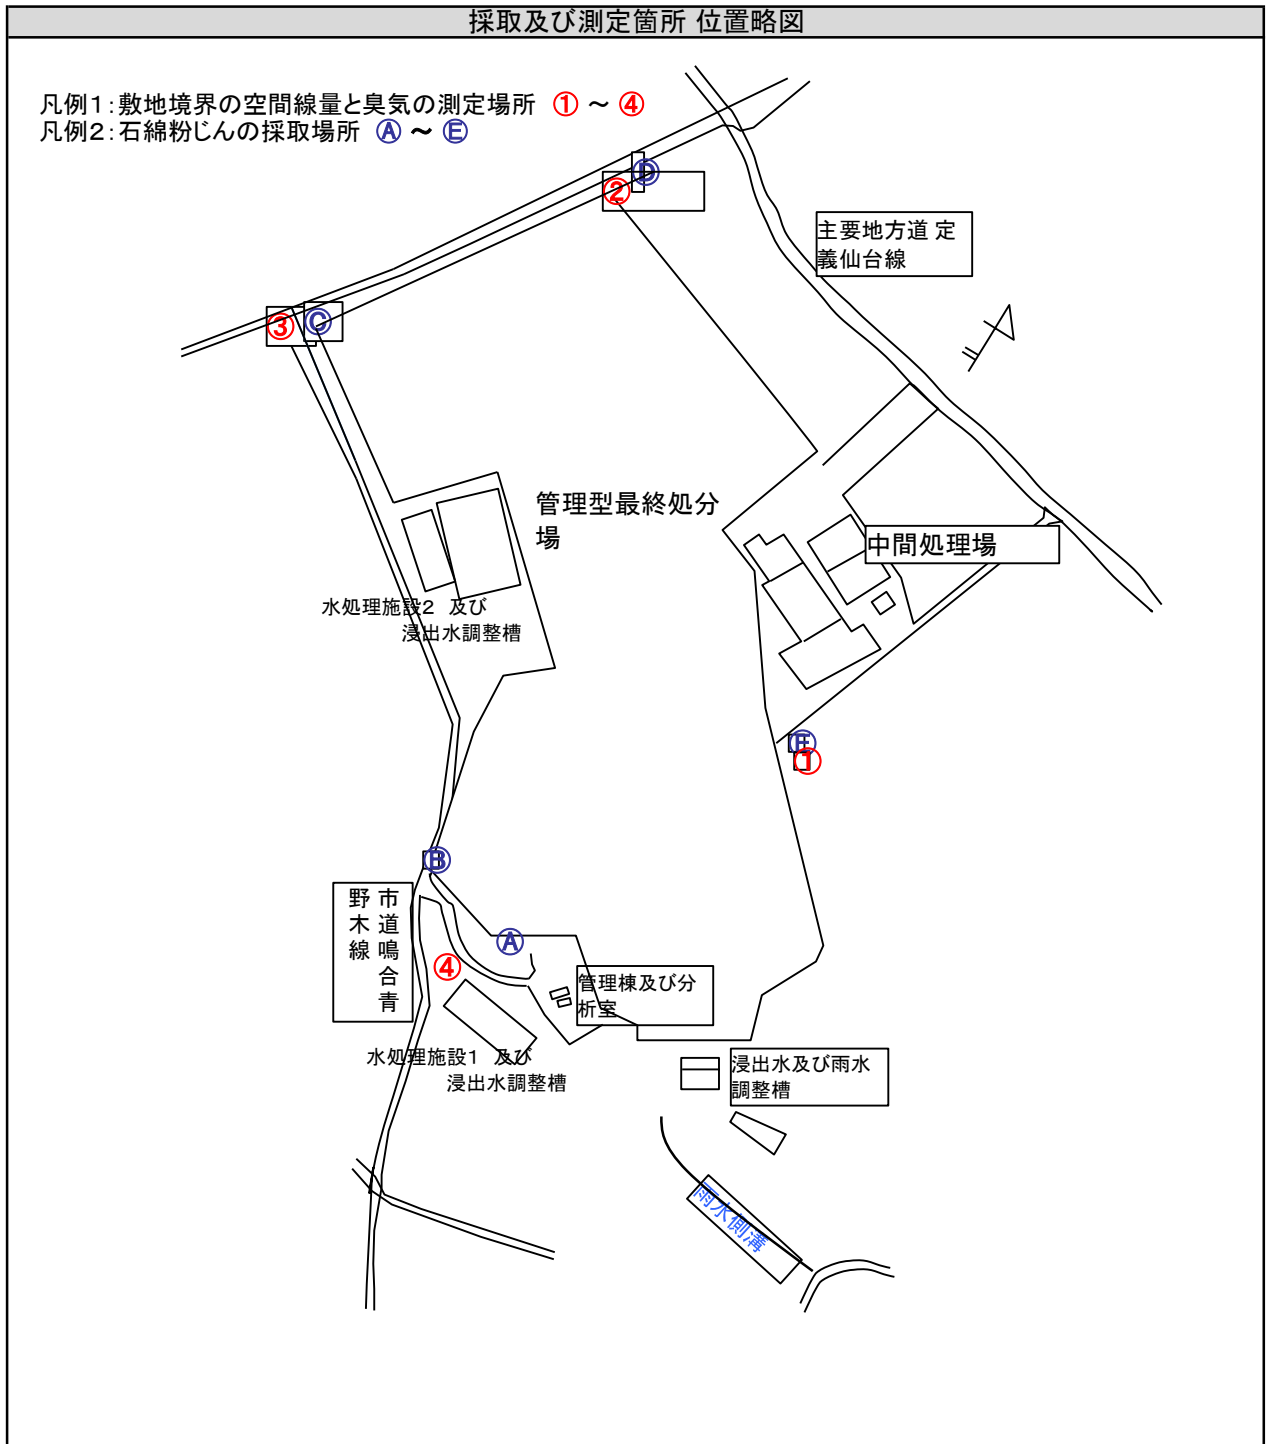 採取及び測定箇所 位置略図
凡例1：敷地境界の空間線量と臭気の測定場所 ① ～ ④
凡例2：石綿粉じんの採取場所 Ⓐ ～ Ⓔ
Ⓓ
②
主要地方道 定
義仙台線
③
Ⓒ
管理型最終処分
場
中間処理場
水処理施設2 及び
浸出水調整槽
Ⓔ
①
Ⓑ
市道鳴合青
野木線
Ⓐ
④
管理棟及び分
析室
水処理施設1 及び
浸出水調整槽
浸出水及び雨水
調整槽
雨水側溝